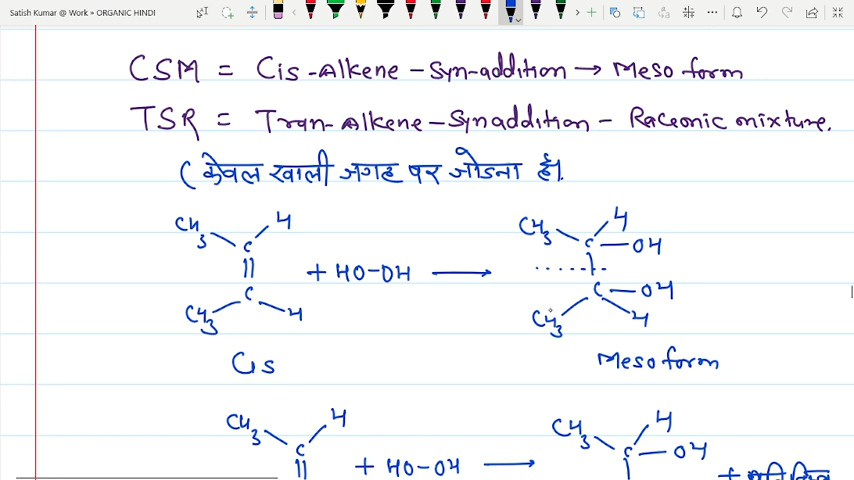 Satish Kumar @ Work » ORGANIC HINDI
CSM = Cis-Alkene-Syn-addition → Meso form
TSR = Tran-Alkene-Synaddition - Racemic mixture.
( केवल खाली जगह पर जोडना है।
CH3 H CH3 H
C C-OH
|| + HO-OH → |
C C-OH
CH3 H CH3 H
Cis Meso form
CH3 H CH3 H
C C-OH
|| + HO-OH → | +